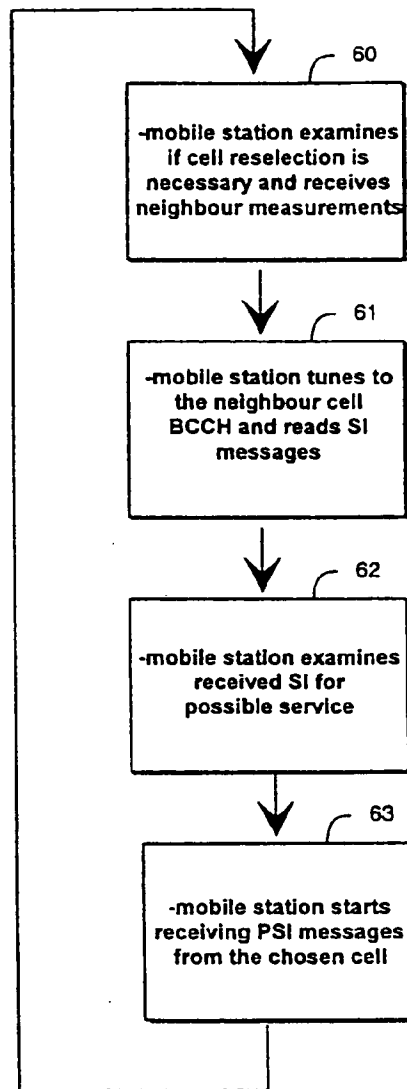 60
-mobile station examines
if cell reselection is
necessary and receives
neighbour measurements
61
-mobile station tunes to
the neighbour cell
BCCH and reads SI
messages
62
-mobile station examines
received SI for
possible service
63
-mobile station starts
receiving PSI messages
from the chosen cell